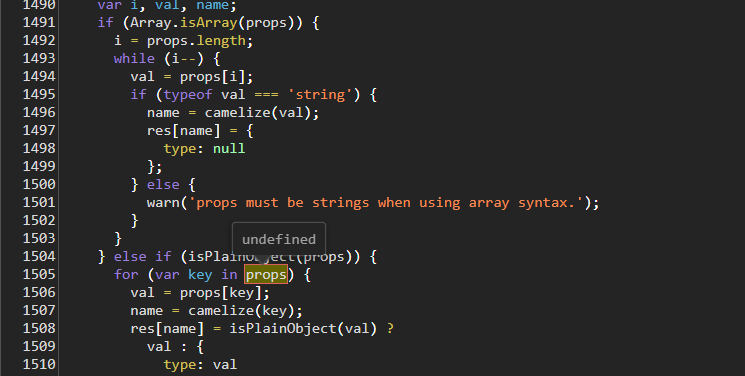 1490 var i, val, name;
1491 if (Array.isArray(props)) {
1492 i = props.length;
1493 while (i--) {
1494 val = props[i];
1495 if (typeof val === 'string') {
1496 name = camelize(val);
1497 res[name] = {
1498 type: null
1499 };
1500 } else {
1501 warn('props must be strings when using array syntax.');
1502 }
1503 }
undefined
1504 } else if (isPlainObject(props)) {
1505 for (var key in props) {
1506 val = props[key];
1507 name = camelize(key);
1508 res[name] = isPlainObject(val) ?
1509 val : {
1510 type: val